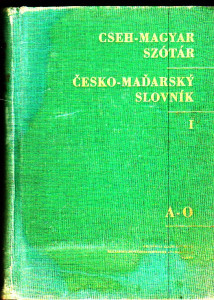 CSEH-MAGYAR
SZÓTÁR
ČESKO-MAĎARSKÝ
SLOVNÍK
I
A-O